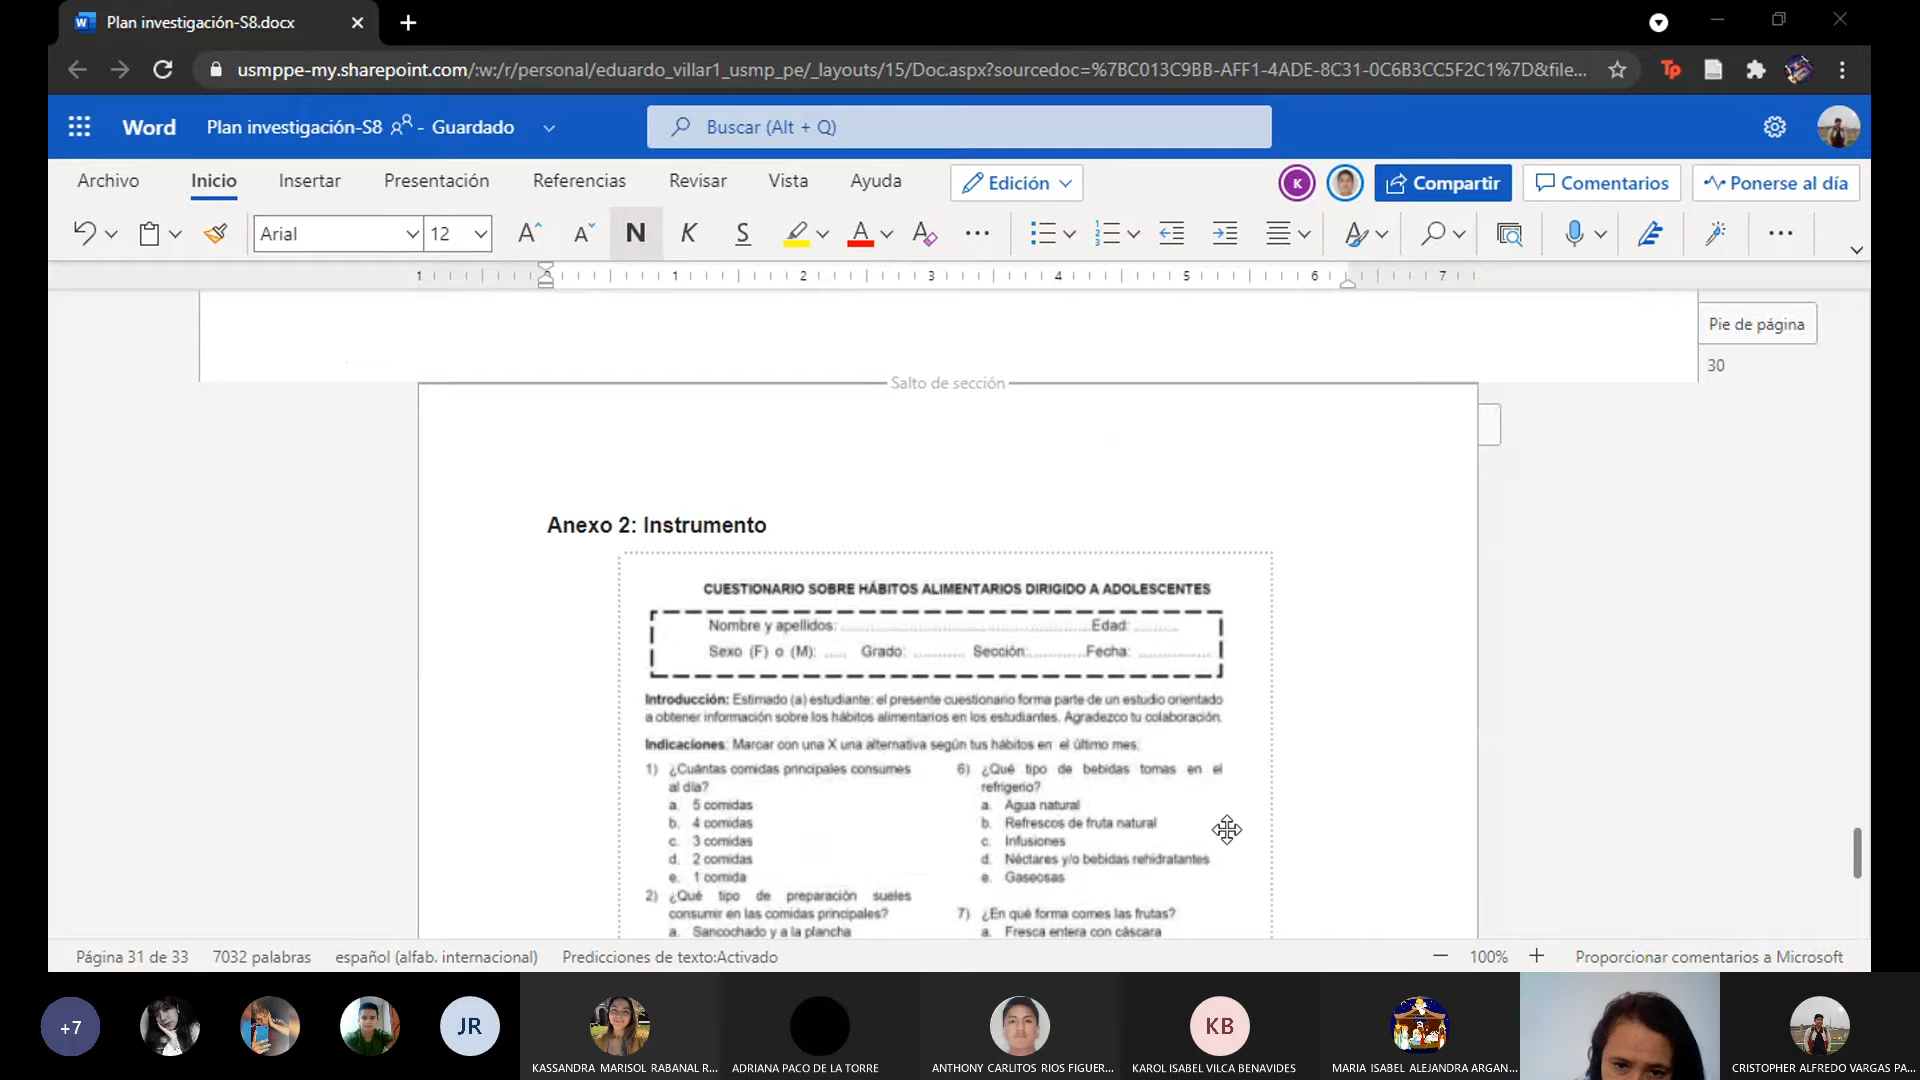 Plan investigación-S8.docx
usmppe-my.sharepoint.com/:w:/r/personal/eduardo_villar1_usmp_pe/_layouts/15/Doc.aspx?sourcedoc=%7BC013C9BB-AFF1-4ADE-8C31-0C6B3CC5F2C1%7D&file...
Word Plan investigación-S8 - Guardado Buscar (Alt + Q)
Archivo Inicio Insertar Presentación Referencias Revisar Vista Ayuda Edición K Compartir Comentarios Ponerse al día
Arial 12 N K S
1 1 2 3 4 5 6 7
Pie de página
30
Salto de sección
Anexo 2: Instrumento
CUESTIONARIO SOBRE HÁBITOS ALIMENTARIOS DIRIGIDO A ADOLESCENTES
Nombre y apellidos: Edad:
Sexo (F) o (M): Grado: Sección: Fecha:
Introducción: Estimado (a) estudiante: el presente cuestionario forma parte de un estudio orientado
a obtener información sobre los hábitos alimentarios en los estudiantes. Agradezco tu colaboración.
Indicaciones: Marcar con una X una alternativa según tus hábitos en el último mes:
1) ¿Cuántas comidas principales consumes
al día?
a. 5 comidas
b. 4 comidas
c. 3 comidas
d. 2 comidas
e. 1 comida
2) ¿Qué tipo de preparación sueles
consumir en las comidas principales?
a. Sancochado y a la plancha
6) ¿Qué tipo de bebidas tomas en el
refrigerio?
a. Agua natural
b. Refrescos de fruta natural
c. Infusiones
d. Néctares y/o bebidas rehidratantes
e. Gaseosas
7) ¿En qué forma comes las frutas?
a. Fresca entera con cáscara
Página 31 de 33 7032 palabras español (alfab. internacional) Predicciones de texto:Activado 100% Proporcionar comentarios a Microsoft
+7 JR KB
KASSANDRA MARISOL RABANAL R... ADRIANA PACO DE LA TORRE ANTHONY CARLITOS RIOS FIGUER... KAROL ISABEL VILCA BENAVIDES MARIA ISABEL ALEJANDRA ARGAN... CRISTOPHER ALFREDO VARGAS PA...